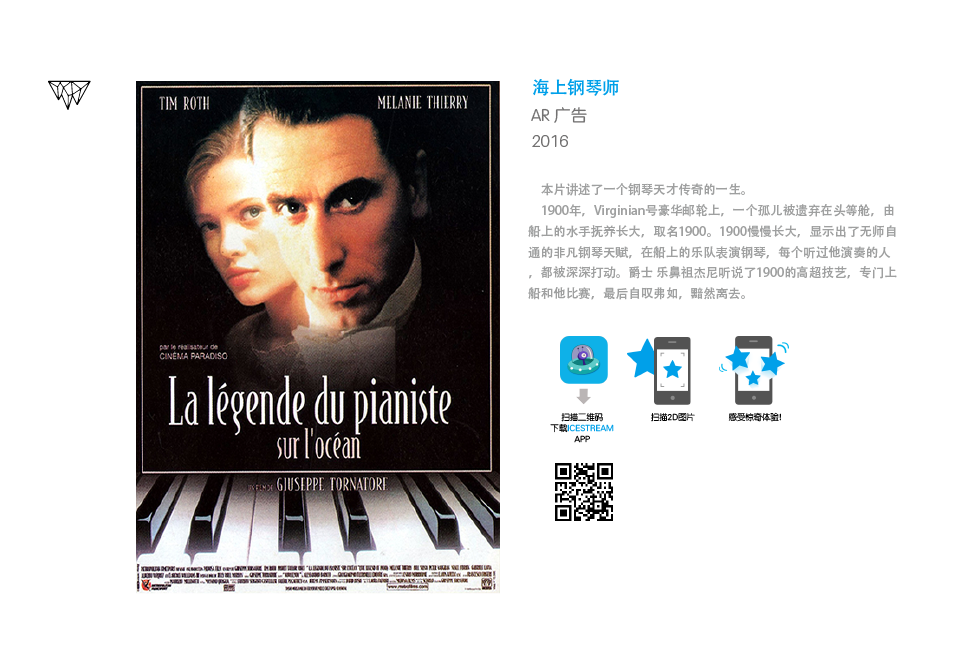 TIM ROTH
MELANIE THIERRY
par le réalisateur de
CINÉMA PARADISO
La légende du pianiste
sur l'océan
UN FILM DE GIUSEPPE TORNATORE
海上钢琴师
AR 广告
2016
本片讲述了一个钢琴天才传奇的一生。
1900年，Virginian号豪华邮轮上，一个孤儿被遗弃在头等舱，由
船上的水手抚养长大，取名1900。1900慢慢长大，显示出了无师自
通的非凡钢琴天赋，在船上的乐队表演钢琴，每个听过他演奏的人
，都被深深打动。爵士 乐鼻祖杰尼听说了1900的高超技艺，专门上
船和他比赛，最后自叹弗如，黯然离去。
扫描二维码
下载ICESTREAM
APP
扫描2D图片
感受惊奇体验!